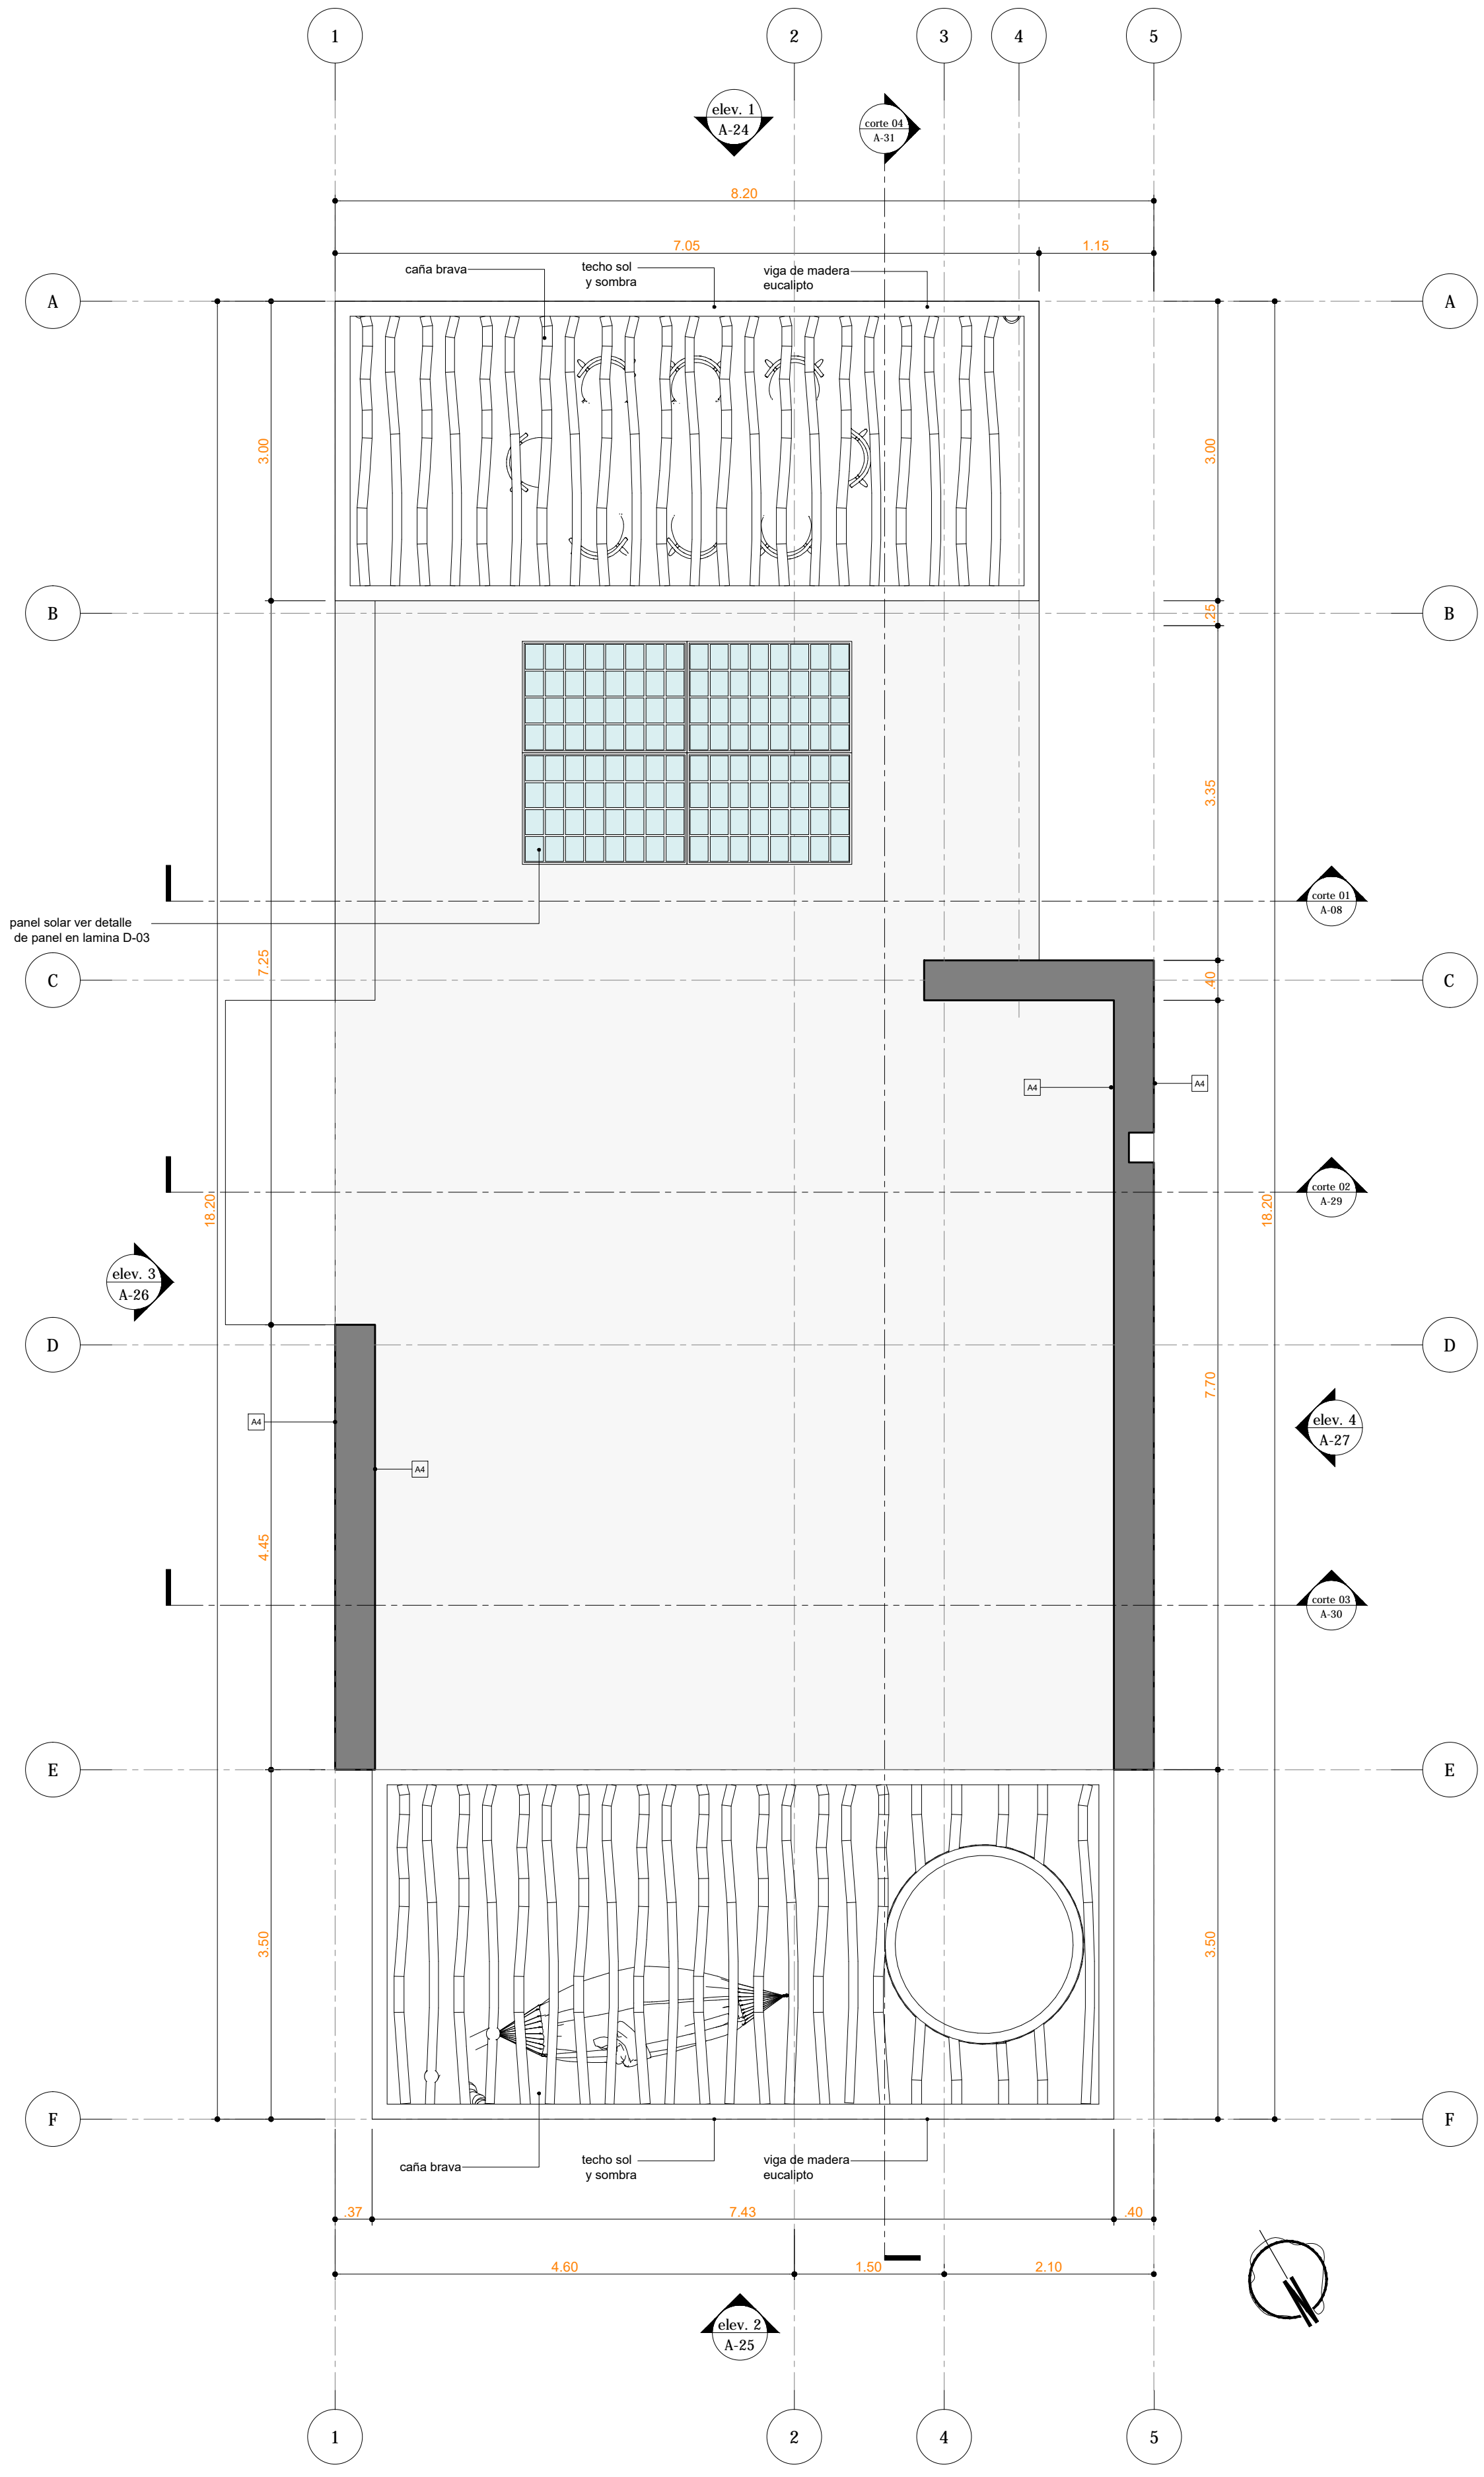 1
2
3
4
5
elev. 1
A-24
corte 04
A-31
8.20
7.05
1.15
caña brava
techo sol
y sombra
viga de madera
eucalipto
A
A
3.00
3.00
B
B
.25
3.35
corte 01
A-08
panel solar ver detalle
de panel en lamina D-03
7.25
C
C
.40
A4
A4
18.20
18.20
corte 02
A-29
elev. 3
A-26
D
D
7.70
A4
A4
elev. 4
A-27
4.45
corte 03
A-30
E
E
3.50
3.50
F
F
caña brava
techo sol
y sombra
viga de madera
eucalipto
.37
7.43
.40
4.60
1.50
2.10
elev. 2
A-25
1
2
4
5